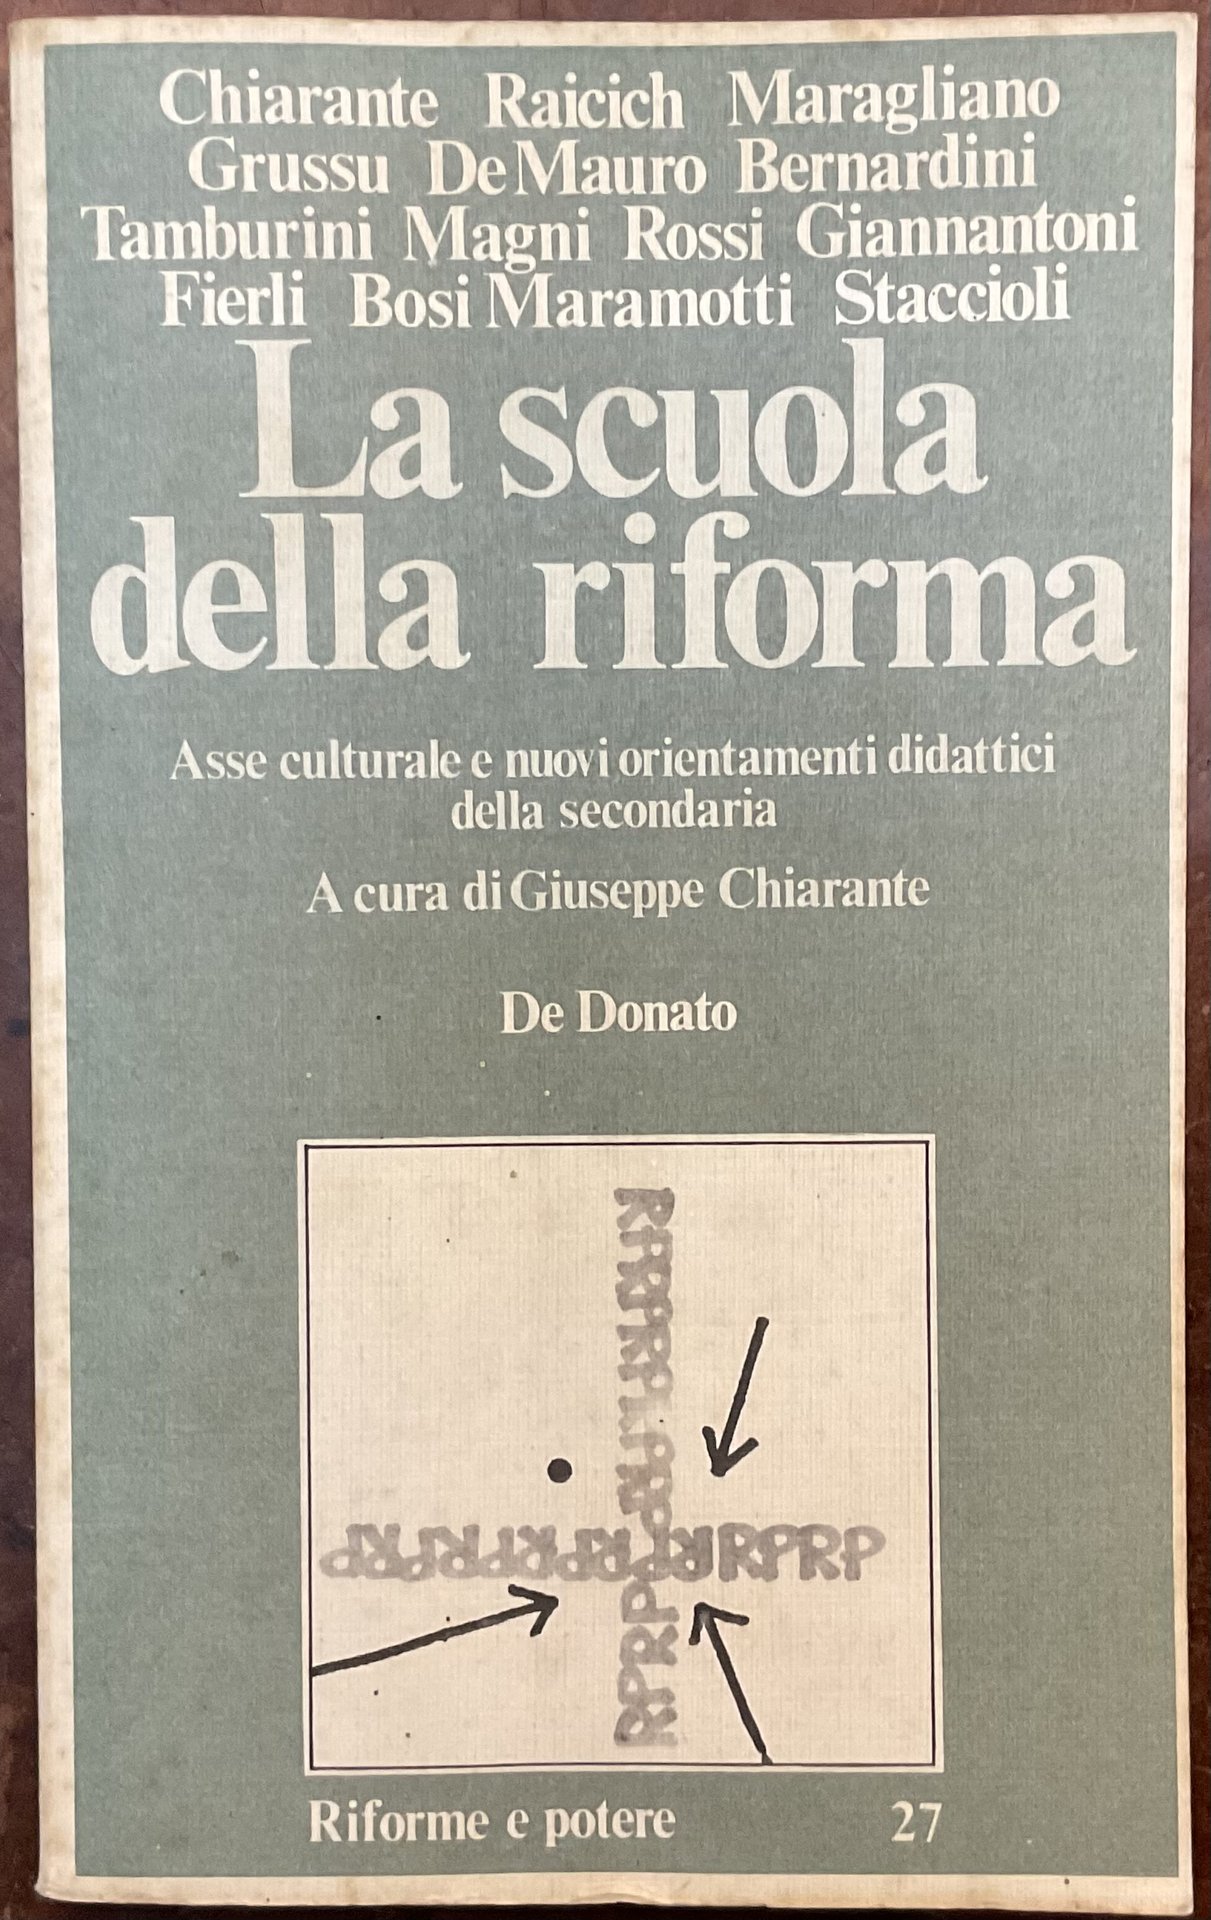 Chiarante Raicich Maragliano
Grussu De Mauro Bernardini
Tamburini Magni Rossi Giannantoni
Fierli Bosi Maramotti Staccioli
La scuola
della riforma
Asse culturale e nuovi orientamenti didattici
della secondaria
A cura di Giuseppe Chiarante
De Donato
Riforme e potere 27